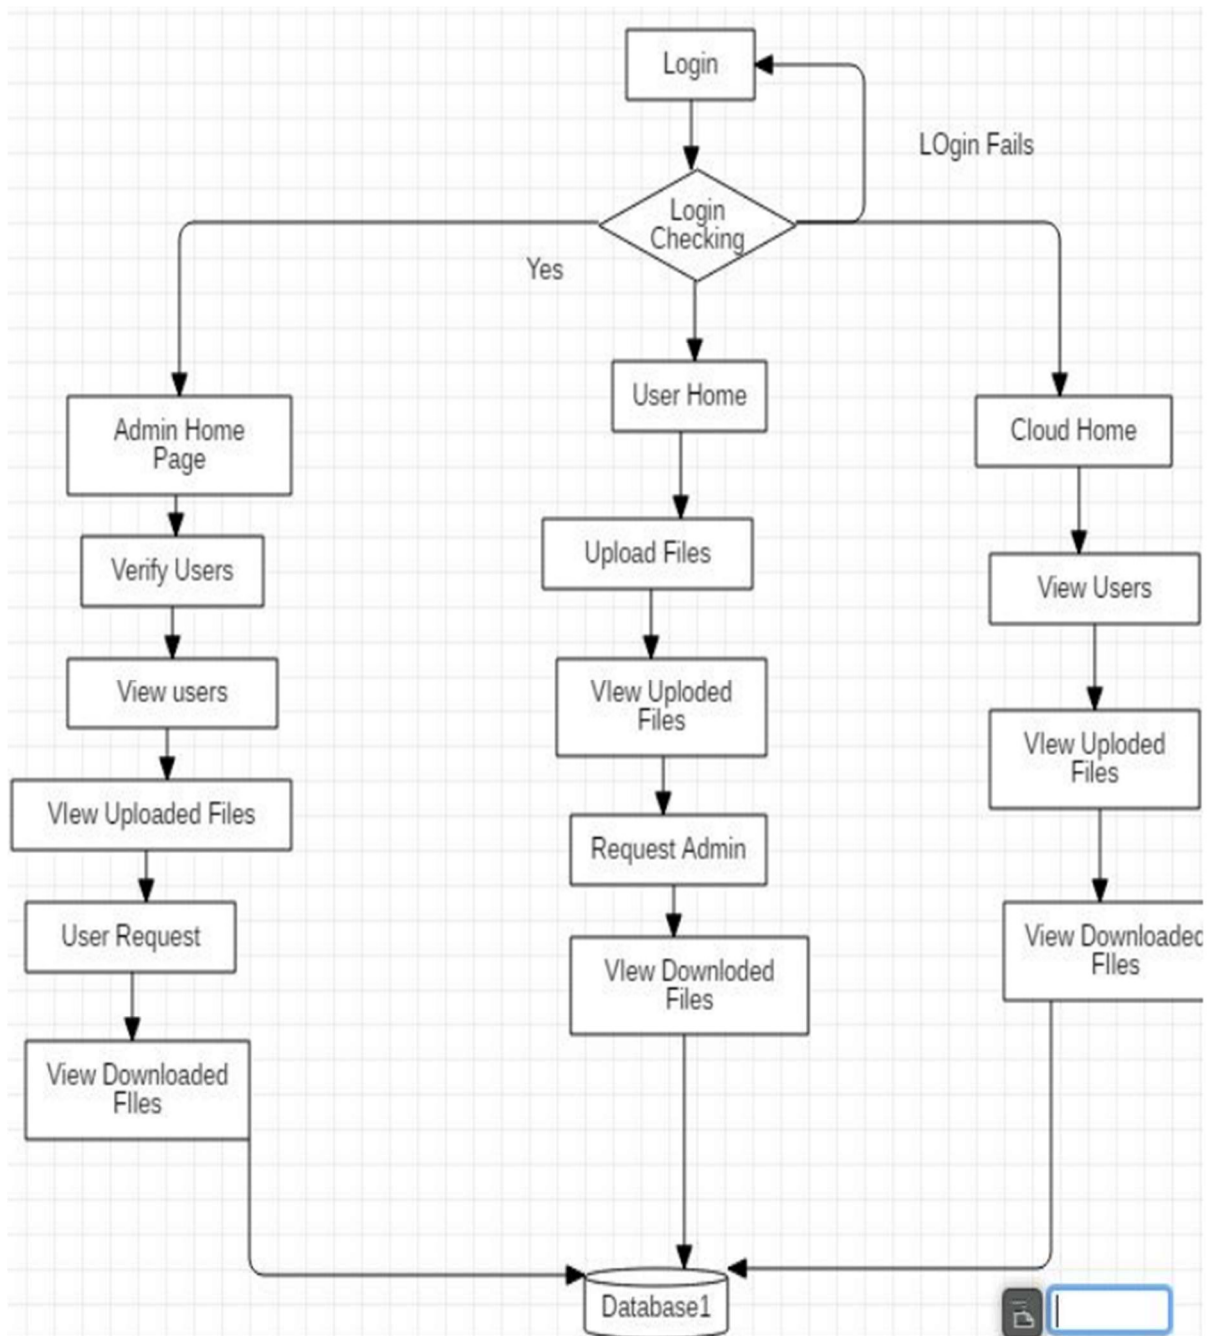 Login
LOgin Fails
Login
Checking
Yes
Admin Home
Page
Verify Users
View users
VIew Uploaded Files
User Request
View Downloaded
FIles
User Home
Upload Files
VIew Uploded
Files
Request Admin
VIew Downloded
Files
Cloud Home
View Users
VIew Uploded
Files
View Downloaded
FIles
Database1